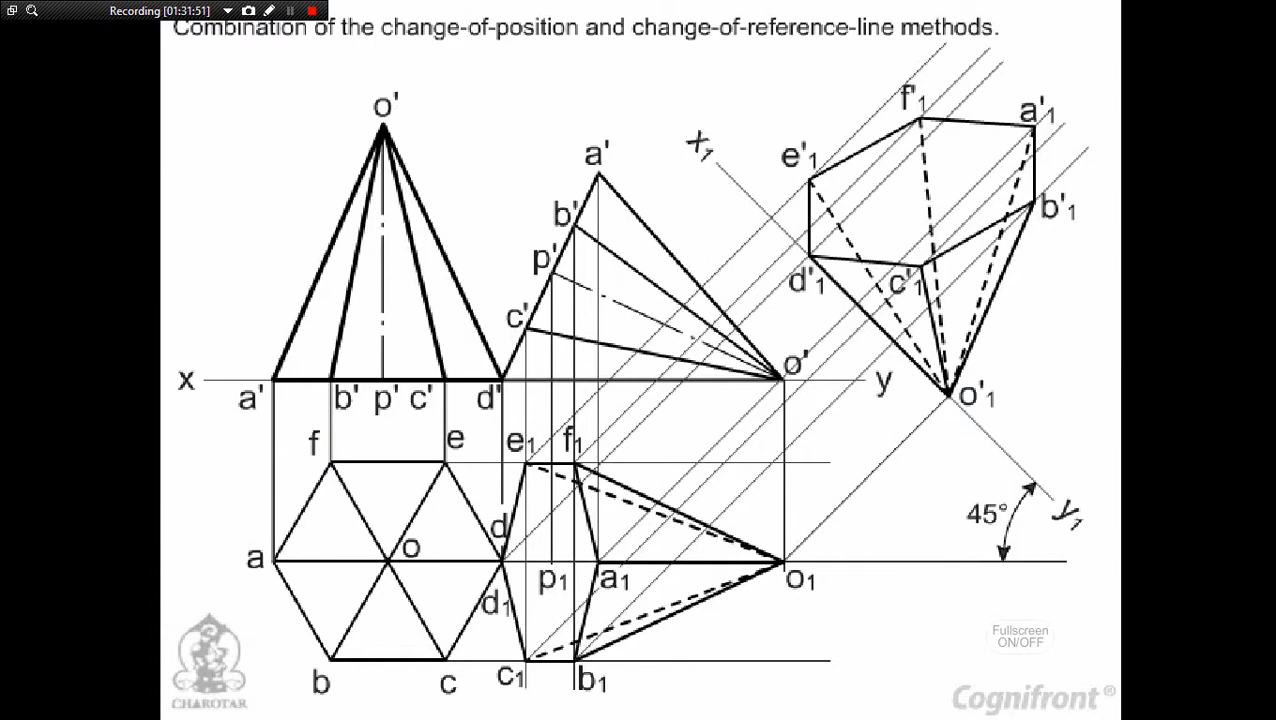 Recording [01:31:51]
Combination of the change-of-position and change-of-reference-line methods.
o'
f'1
a'1
x1
a'
e'1
b'
b'1
p'
d'1
c'1
c'
o'
x
y
o'1
a'
b'
p'
c'
d'
f
e
e1
f1
45°
y1
d
a
o
p1
a1
o1
d1
Fullscreen
ON/OFF
b
c
c1
b1
CHAROTAR
Cognifront®